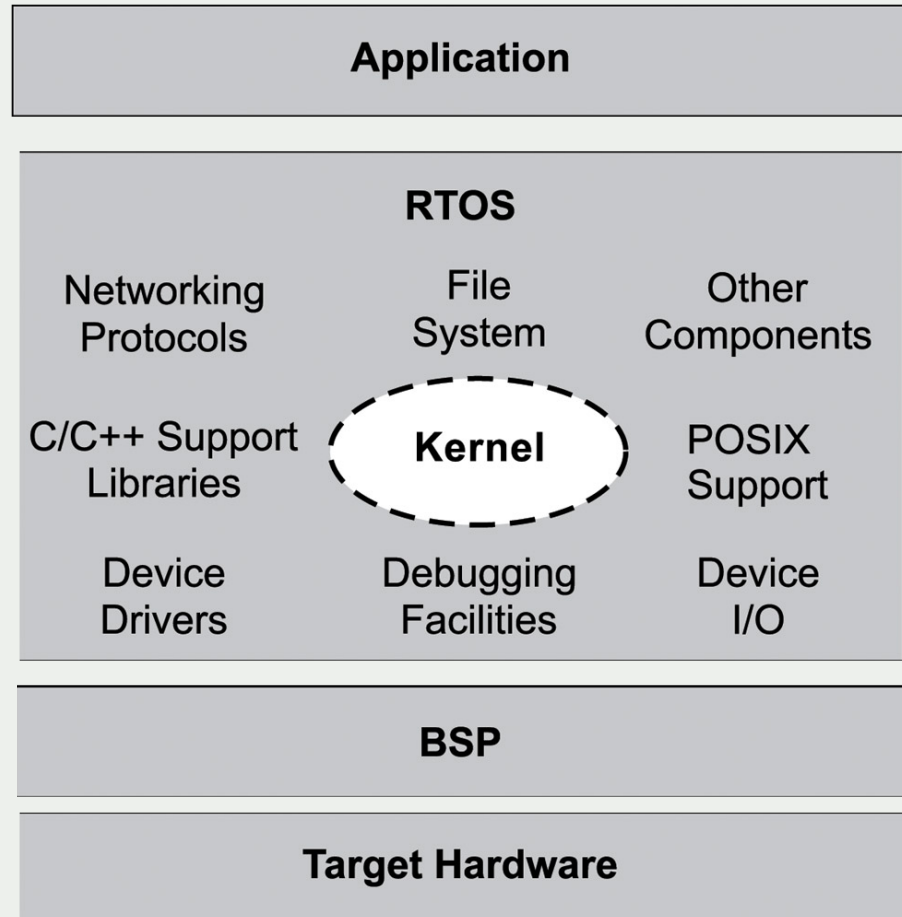 Application
RTOS
Networking
Protocols
File
System
Other
Components
C/C++ Support
Libraries
Kernel
POSIX
Support
Device
Drivers
Debugging
Facilities
Device
I/O
BSP
Target Hardware